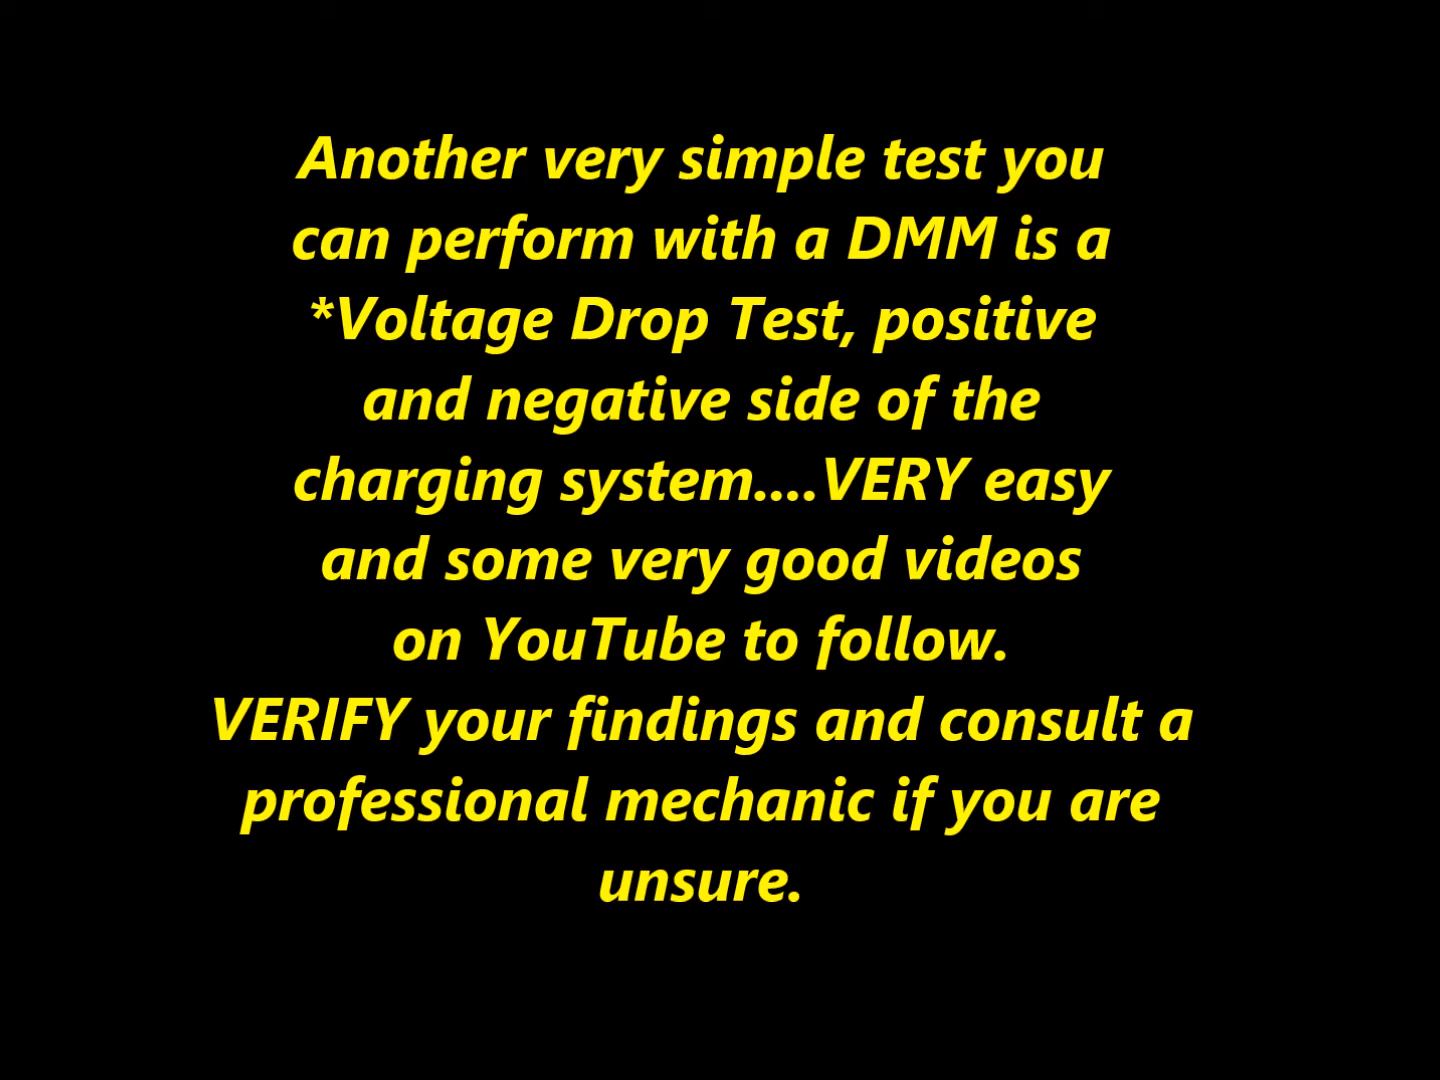 Another very simple test you
can perform with a DMM is a
*Voltage Drop Test, positive
and negative side of the
charging system....VERY easy
and some very good videos
on YouTube to follow.
VERIFY your findings and consult a
professional mechanic if you are
unsure.